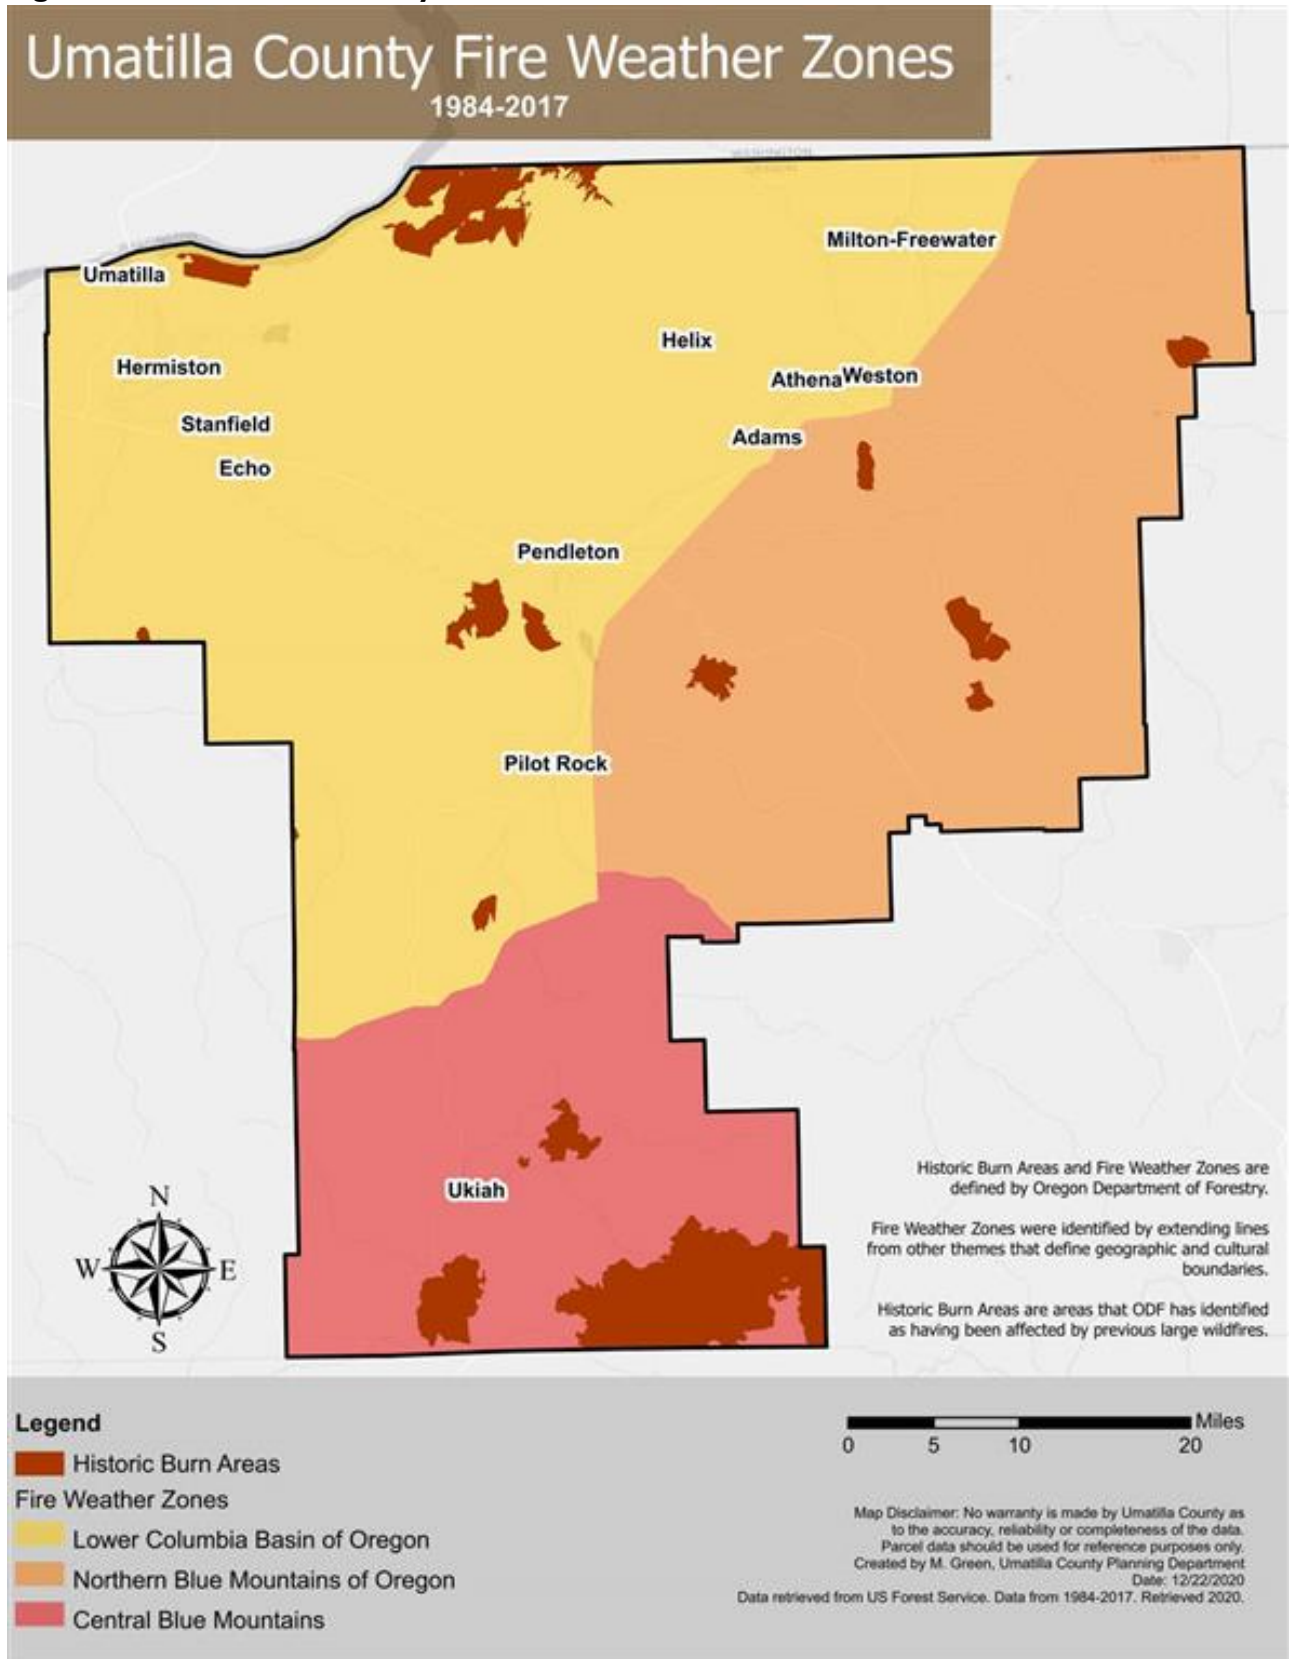 Umatilla County Fire Weather Zones
1984-2017
WASHINGTON
OREGON
Milton-Freewater
Umatilla
Helix
Hermiston
Athena
Weston
Stanfield
Adams
Echo
Pendleton
Pilot Rock
Ukiah
N
W
E
S
Historic Burn Areas and Fire Weather Zones are
defined by Oregon Department of Forestry.
Fire Weather Zones were identified by extending lines
from other themes that define geographic and cultural
boundaries.
Historic Burn Areas are areas that ODF has identified
as having been affected by previous large wildfires.
Legend
Historic Burn Areas
Fire Weather Zones
Lower Columbia Basin of Oregon
Northern Blue Mountains of Oregon
Central Blue Mountains
Miles
0 5 10 20
Map Disclaimer: No warranty is made by Umatilla County as
to the accuracy, reliability or completeness of the data.
Parcel data should be used for reference purposes only.
Created by M. Green, Umatilla County Planning Department
Date: 12/22/2020
Data retrieved from US Forest Service. Data from 1984-2017. Retrieved 2020.